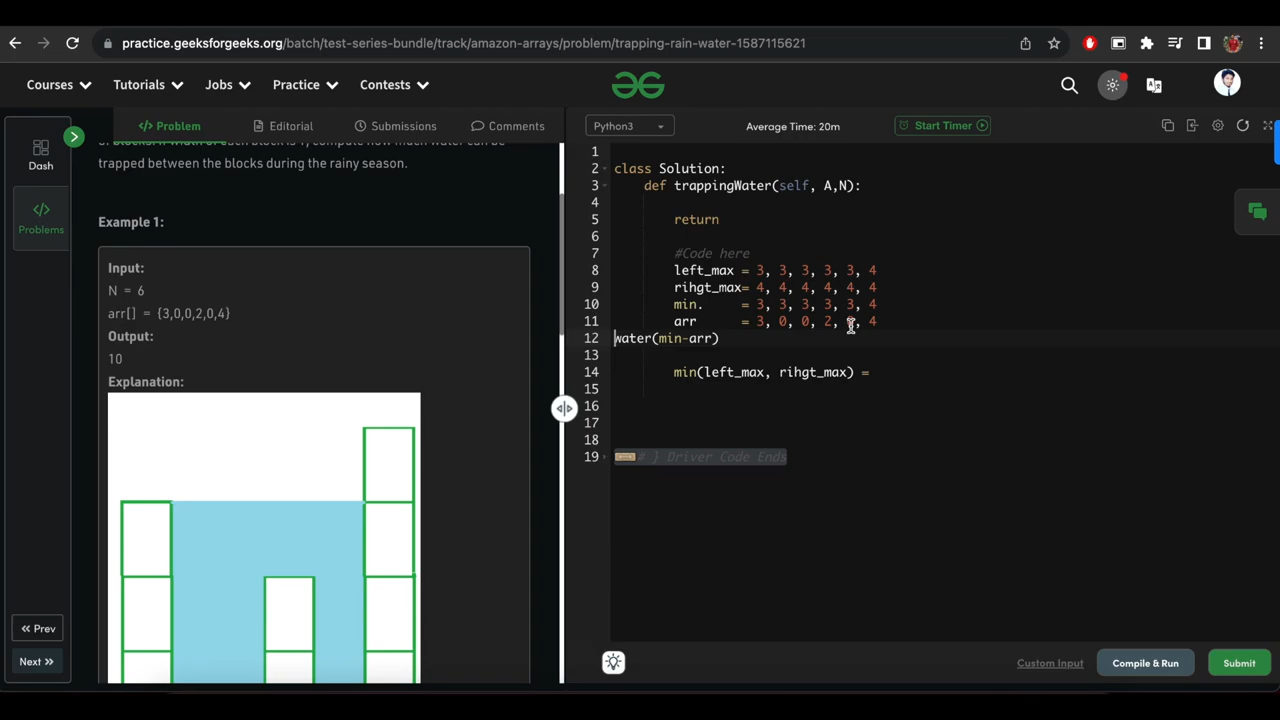 practice.geeksforgeeks.org/batch/test-series-bundle/track/amazon-arrays/problem/trapping-rain-water-1587115621
Courses Tutorials Jobs Practice Contests
Problem Editorial Submissions Comments
Python3 Average Time: 20m Start Timer
Dash
Problems
trapped between the blocks during the rainy season.
Example 1:
Input:
N = 6
arr[] = {3,0,0,2,0,4}
Output:
10
Explanation:
Prev
Next
1
2 class Solution:
3 def trappingWater(self, A,N):
4
5 return
6
7 #Code here
8 left_max = 3, 3, 3, 3, 3, 4
9 rihgt_max= 4, 4, 4, 4, 4, 4
10 min. = 3, 3, 3, 3, 3, 4
11 arr = 3, 0, 0, 2, 0, 4
12 water(min-arr)
13
14 min(left_max, rihgt_max) =
15
16
17
18
19 # } Driver Code Ends
Custom Input Compile & Run Submit